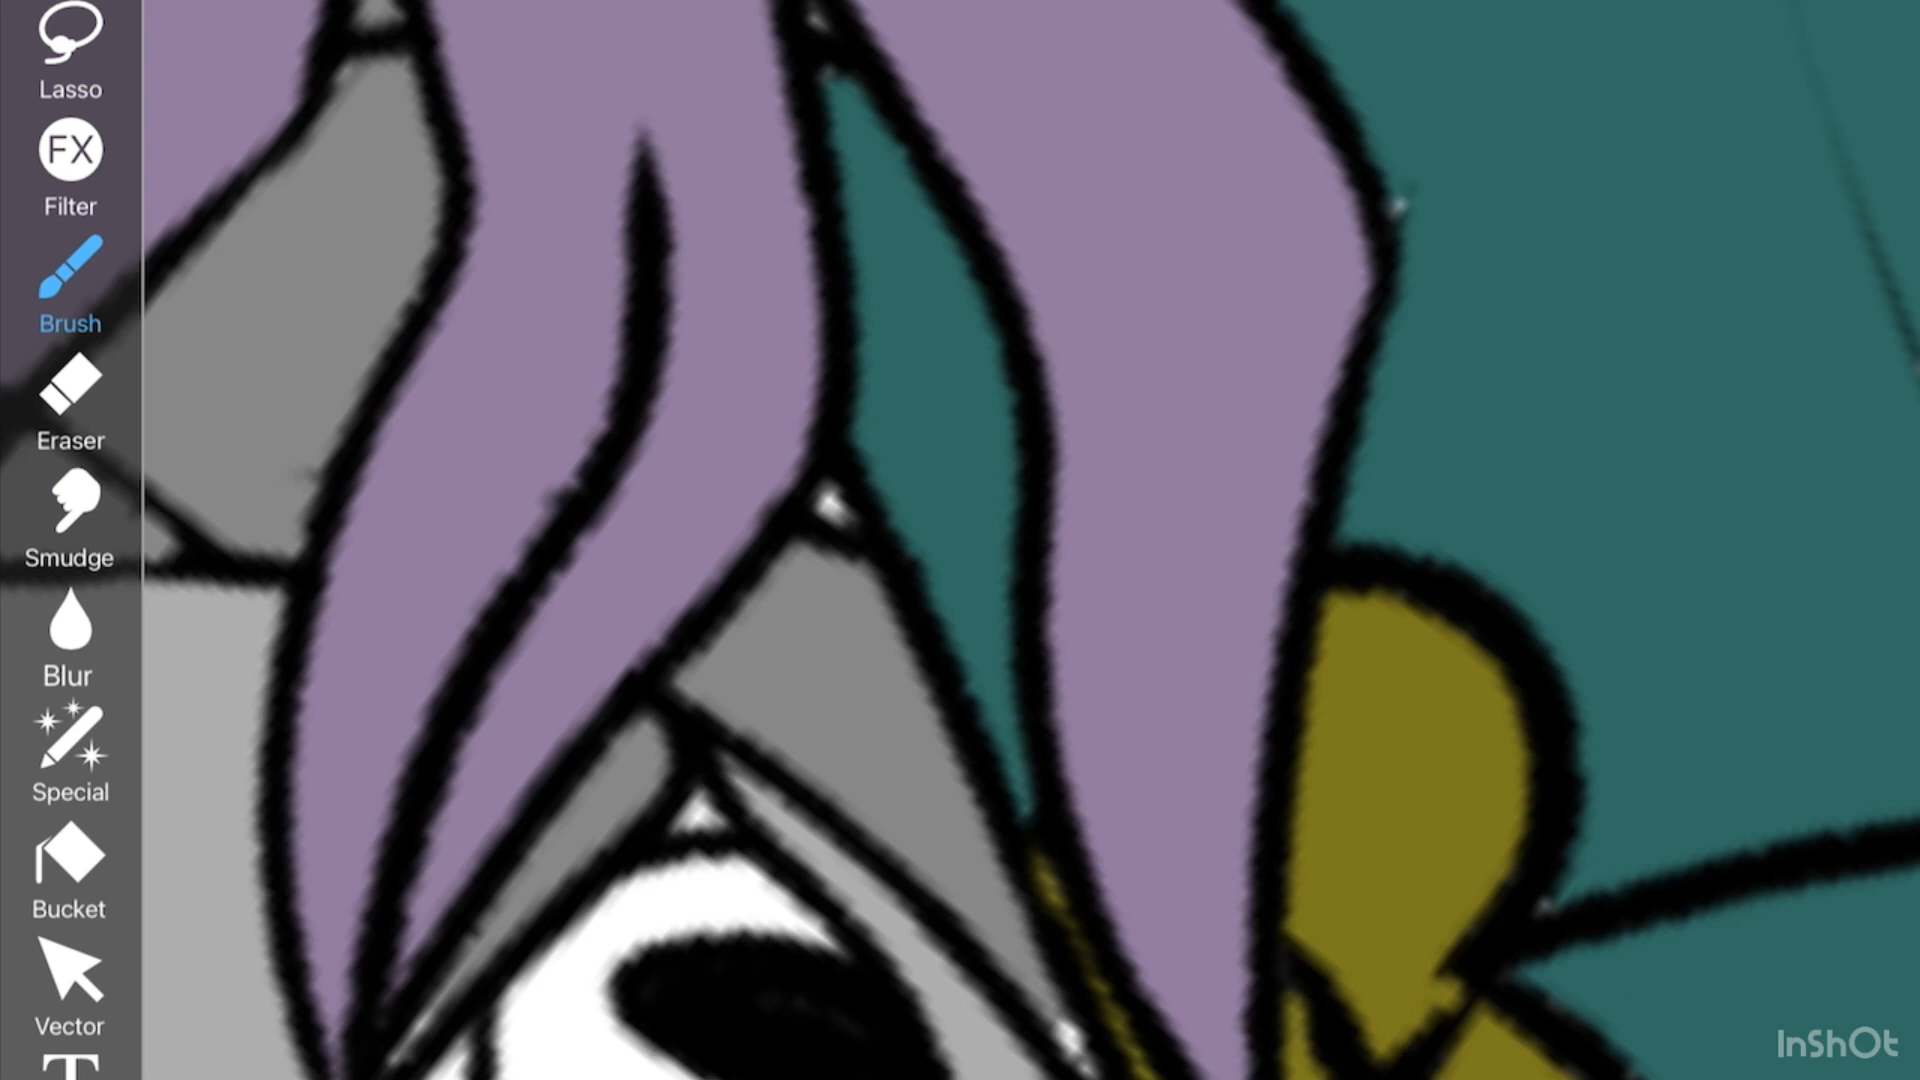 Lasso
FX
Filter
Brush
Eraser
Smudge
Blur
Special
Bucket
Vector
T
InShOt